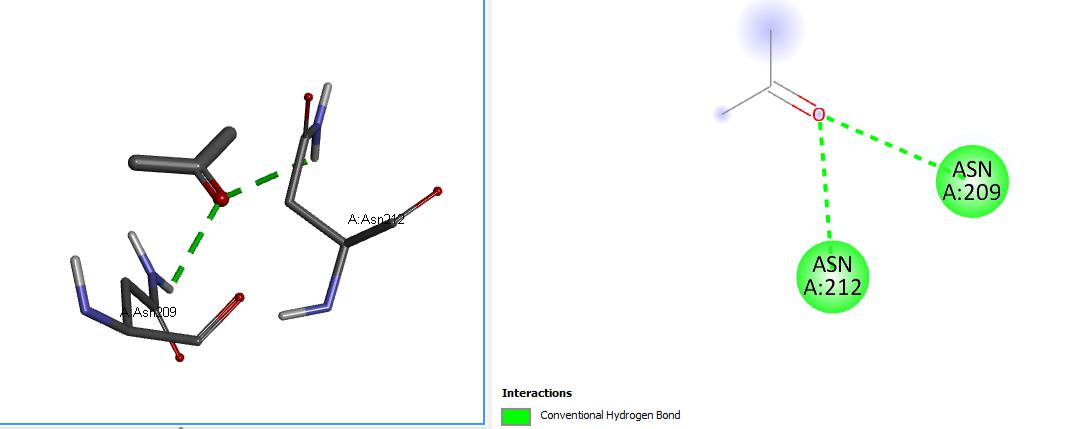 A:Asn212
A:Asn209
O
ASN
A:209
ASN
A:212
Interactions
Conventional Hydrogen Bond